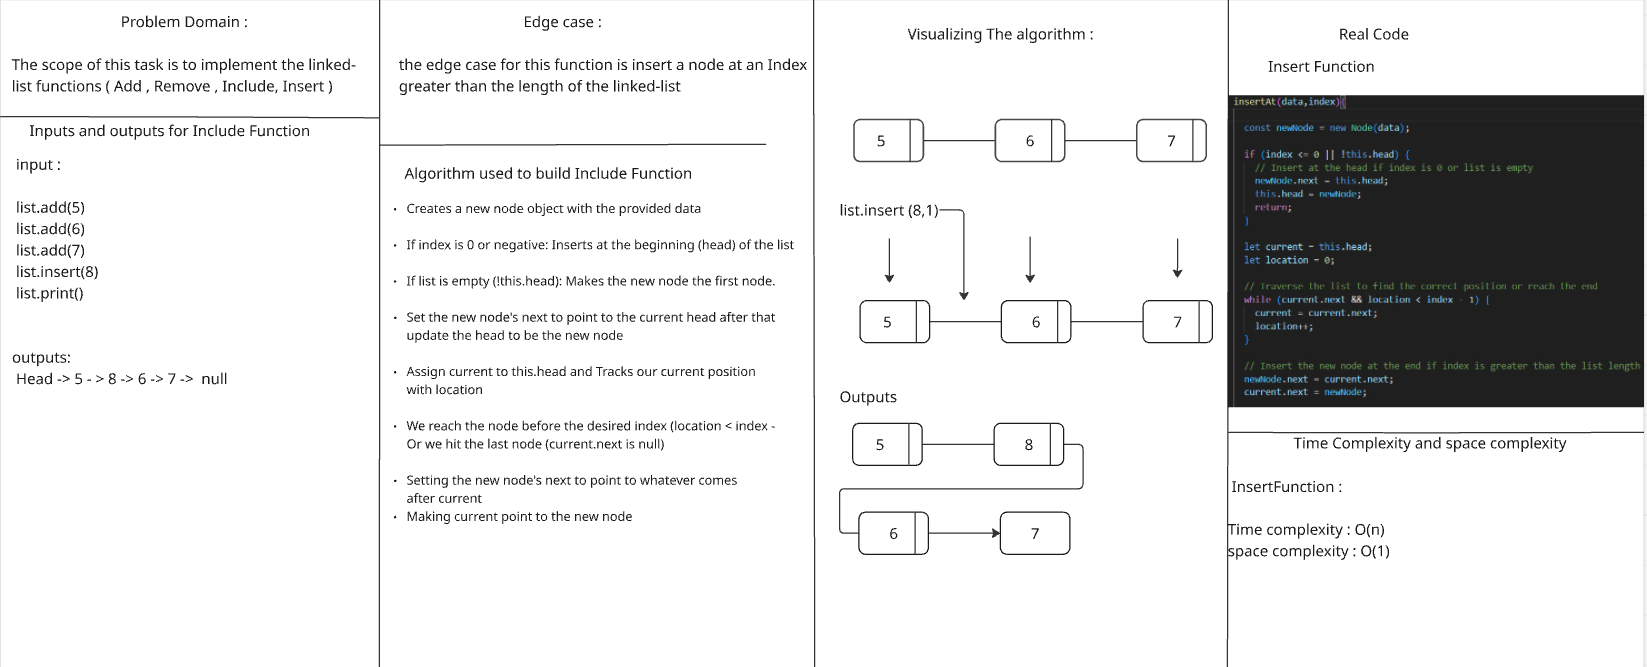 Problem Domain :
The scope of this task is to implement the linked-
list functions ( Add , Remove , Include, Insert )
Inputs and outputs for Include Function
input :
list.add(5)
list.add(6)
list.add(7)
list.insert(8)
list.print()
outputs:
Head -> 5 - > 8 -> 6 -> 7 ->  null
Edge case :
the edge case for this function is insert a node at an Index
greater than the length of the linked-list
Algorithm used to build Include Function
· Creates a new node object with the provided data
· If index is 0 or negative: Inserts at the beginning (head) of the list
· If list is empty (!this.head): Makes the new node the first node.
· Set the new node's next to point to the current head after that
update the head to be the new node
· Assign current to this.head and Tracks our current position
with location
· We reach the node before the desired index (location < index -
Or we hit the last node (current.next is null)
· Setting the new node's next to point to whatever comes
after current
· Making current point to the new node
Visualizing The algorithm :
5 6 7
list.insert (8,1)
5 6 7
Outputs
5 8
6 7
Real Code
Insert Function
insertAt(data,index){
const newNode = new Node(data);
if (index <= 0 || !this.head) {
// Insert at the head if index is 0 or list is empty
newNode.next = this.head;
this.head = newNode;
return;
}
let current = this.head;
let location = 0;
// Traverse the list to find the correct position or reach the end
while (current.next && location < index - 1) {
current = current.next;
location++;
}
// Insert the new node at the end if index is greater than the list length
newNode.next = current.next;
current.next = newNode;
Time Complexity and space complexity
InsertFunction :
Time complexity : O(n)
space complexity : O(1)